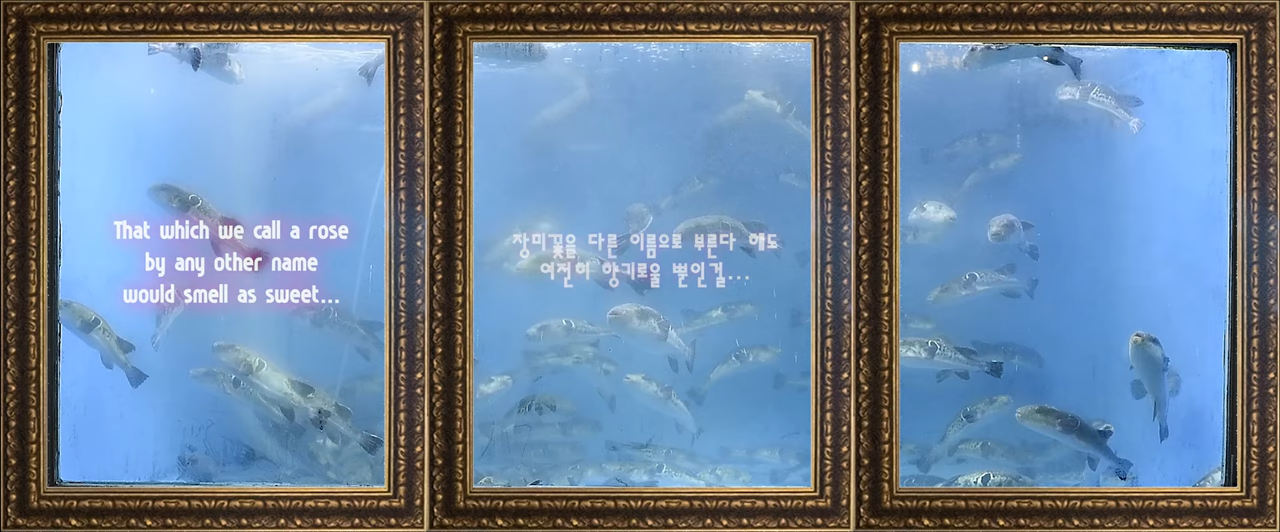 That which we call a rose
by any other name
would smell as sweet...
장미꽃을 다른 이름으로 부른다 해도
여전히 향기로울 뿐인걸...